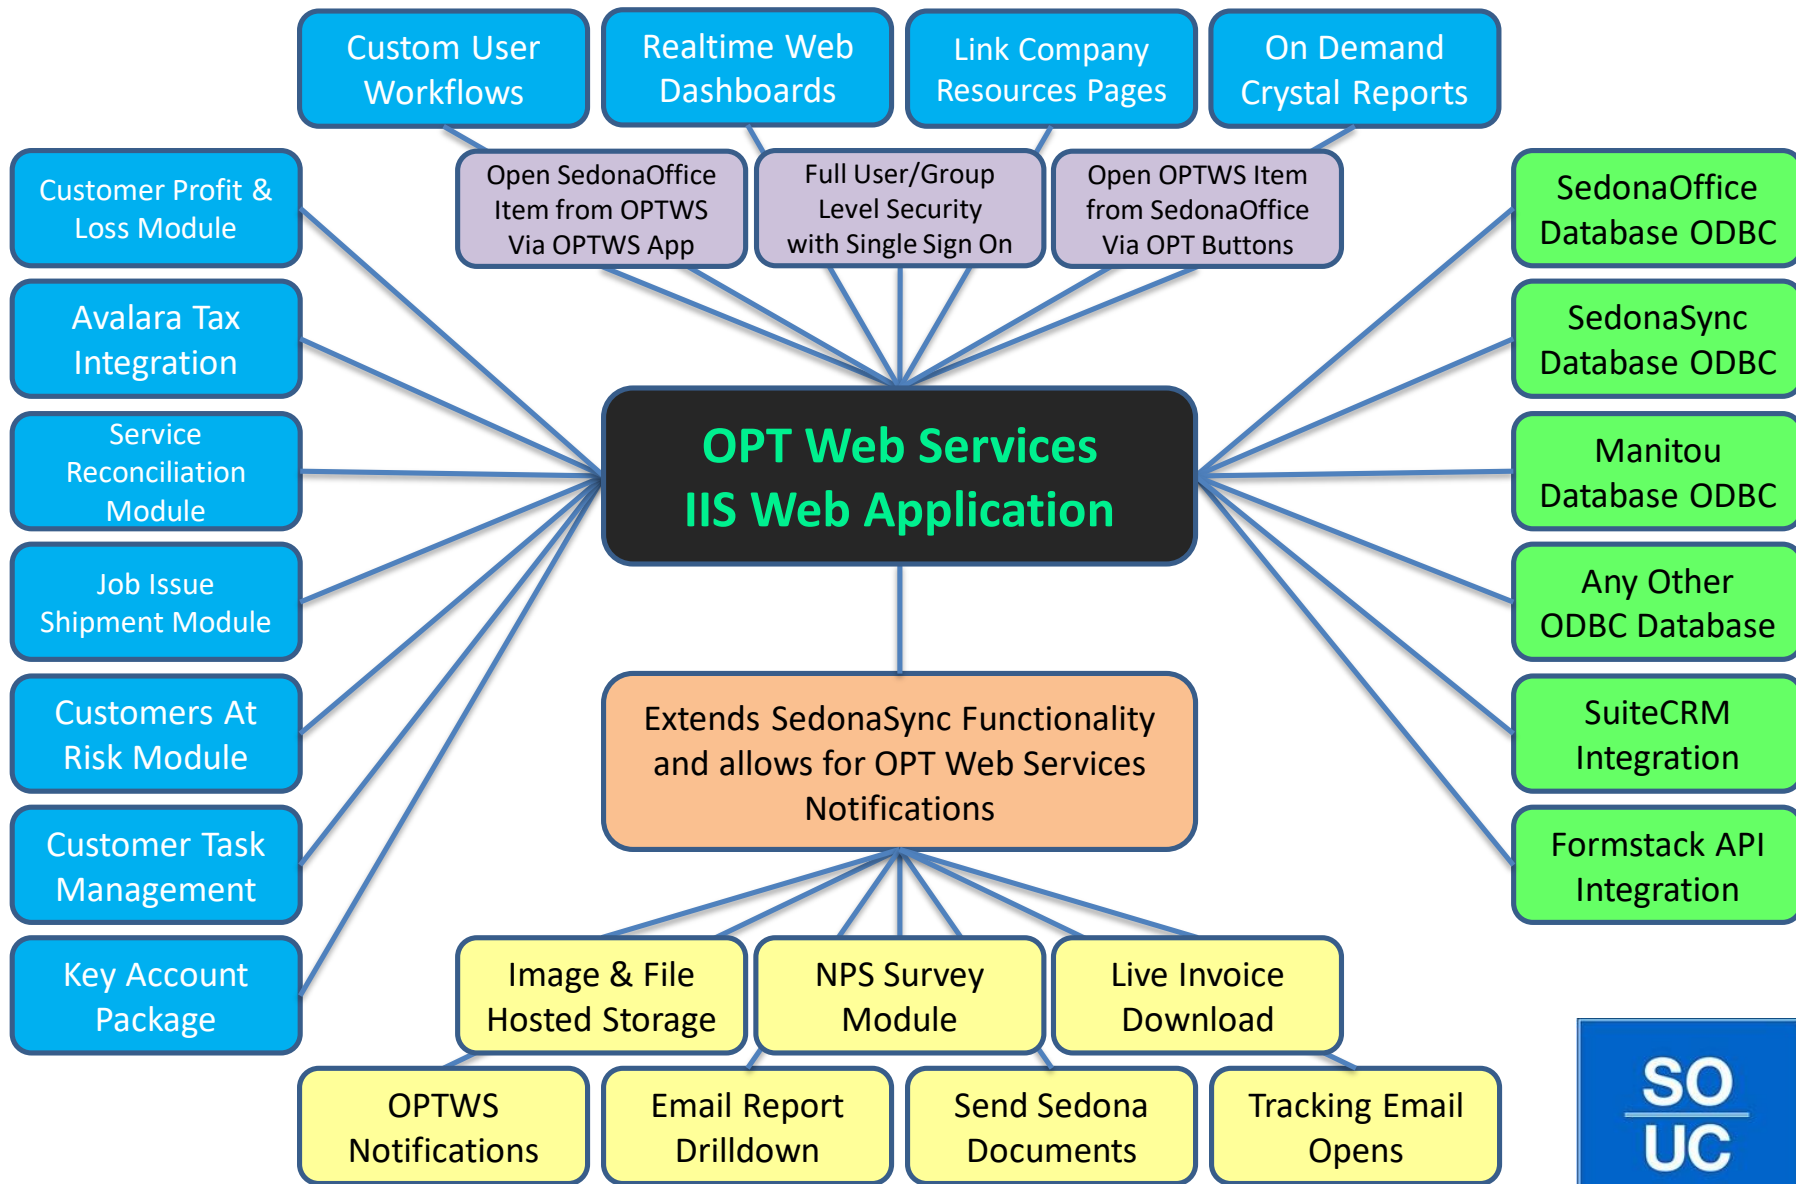 Custom User
Workflows
Realtime Web
Dashboards
Link Company
Resources Pages
On Demand
Crystal Reports
Open SedonaOffice
Item from OPTWS
Via OPTWS App
Full User/Group
Level Security
with Single Sign On
Open OPTWS Item
from SedonaOffice
Via OPT Buttons
Customer Profit &
Loss Module
Avalara Tax
Integration
Service
Reconciliation
Module
Job Issue
Shipment Module
Customers At
Risk Module
Customer Task
Management
Key Account
Package
OPT Web Services
IIS Web Application
Extends SedonaSync Functionality
and allows for OPT Web Services
Notifications
SedonaOffice
Database ODBC
SedonaSync
Database ODBC
Manitou
Database ODBC
Any Other
ODBC Database
SuiteCRM
Integration
Formstack API
Integration
Image & File
Hosted Storage
NPS Survey
Module
Live Invoice
Download
OPTWS
Notifications
Email Report
Drilldown
Send Sedona
Documents
Tracking Email
Opens
SO
UC